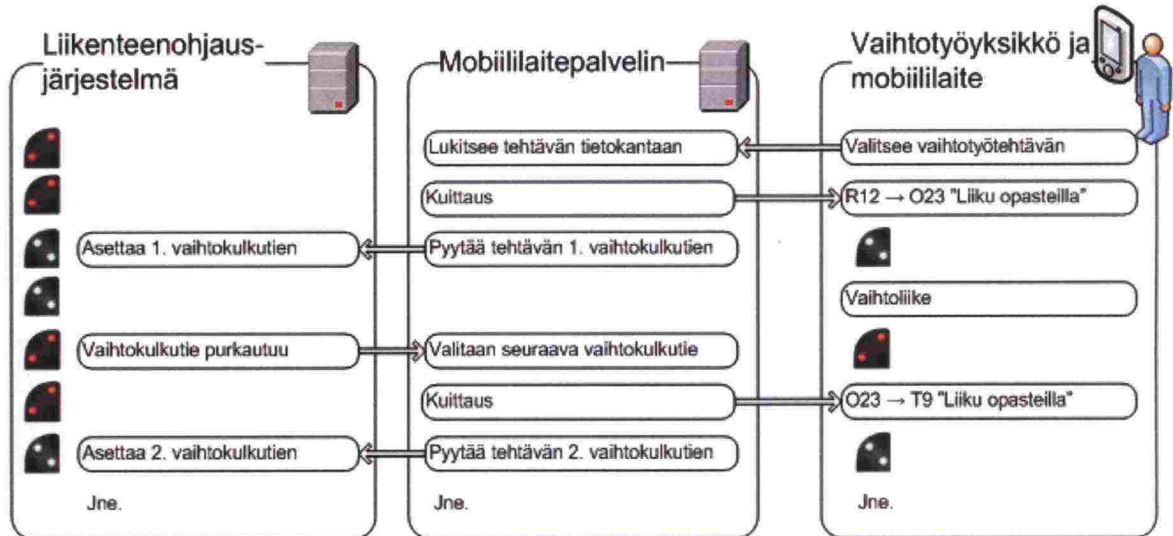 Liikenteenohjaus-
järjestelmä
Mobiililaitepalvelin
Vaihtotyöyksikkö ja
mobiililaite
Lukitsee tehtävän tietokantaan
Valitsee vaihtotyötehtävän
Kuittaus
R12 → O23 "Liiku opasteilla"
Asettaa 1. vaihtokulkutien
Pyytää tehtävän 1. vaihtokulkutien
Vaihtoliike
Vaihtokulkutie purkautuu
Valitaan seuraava vaihtokulkutie
Kuittaus
O23 → T9 "Liiku opasteilla"
Asettaa 2. vaihtokulkutien
Pyytää tehtävän 2. vaihtokulkutien
Jne.
Jne.
Jne.